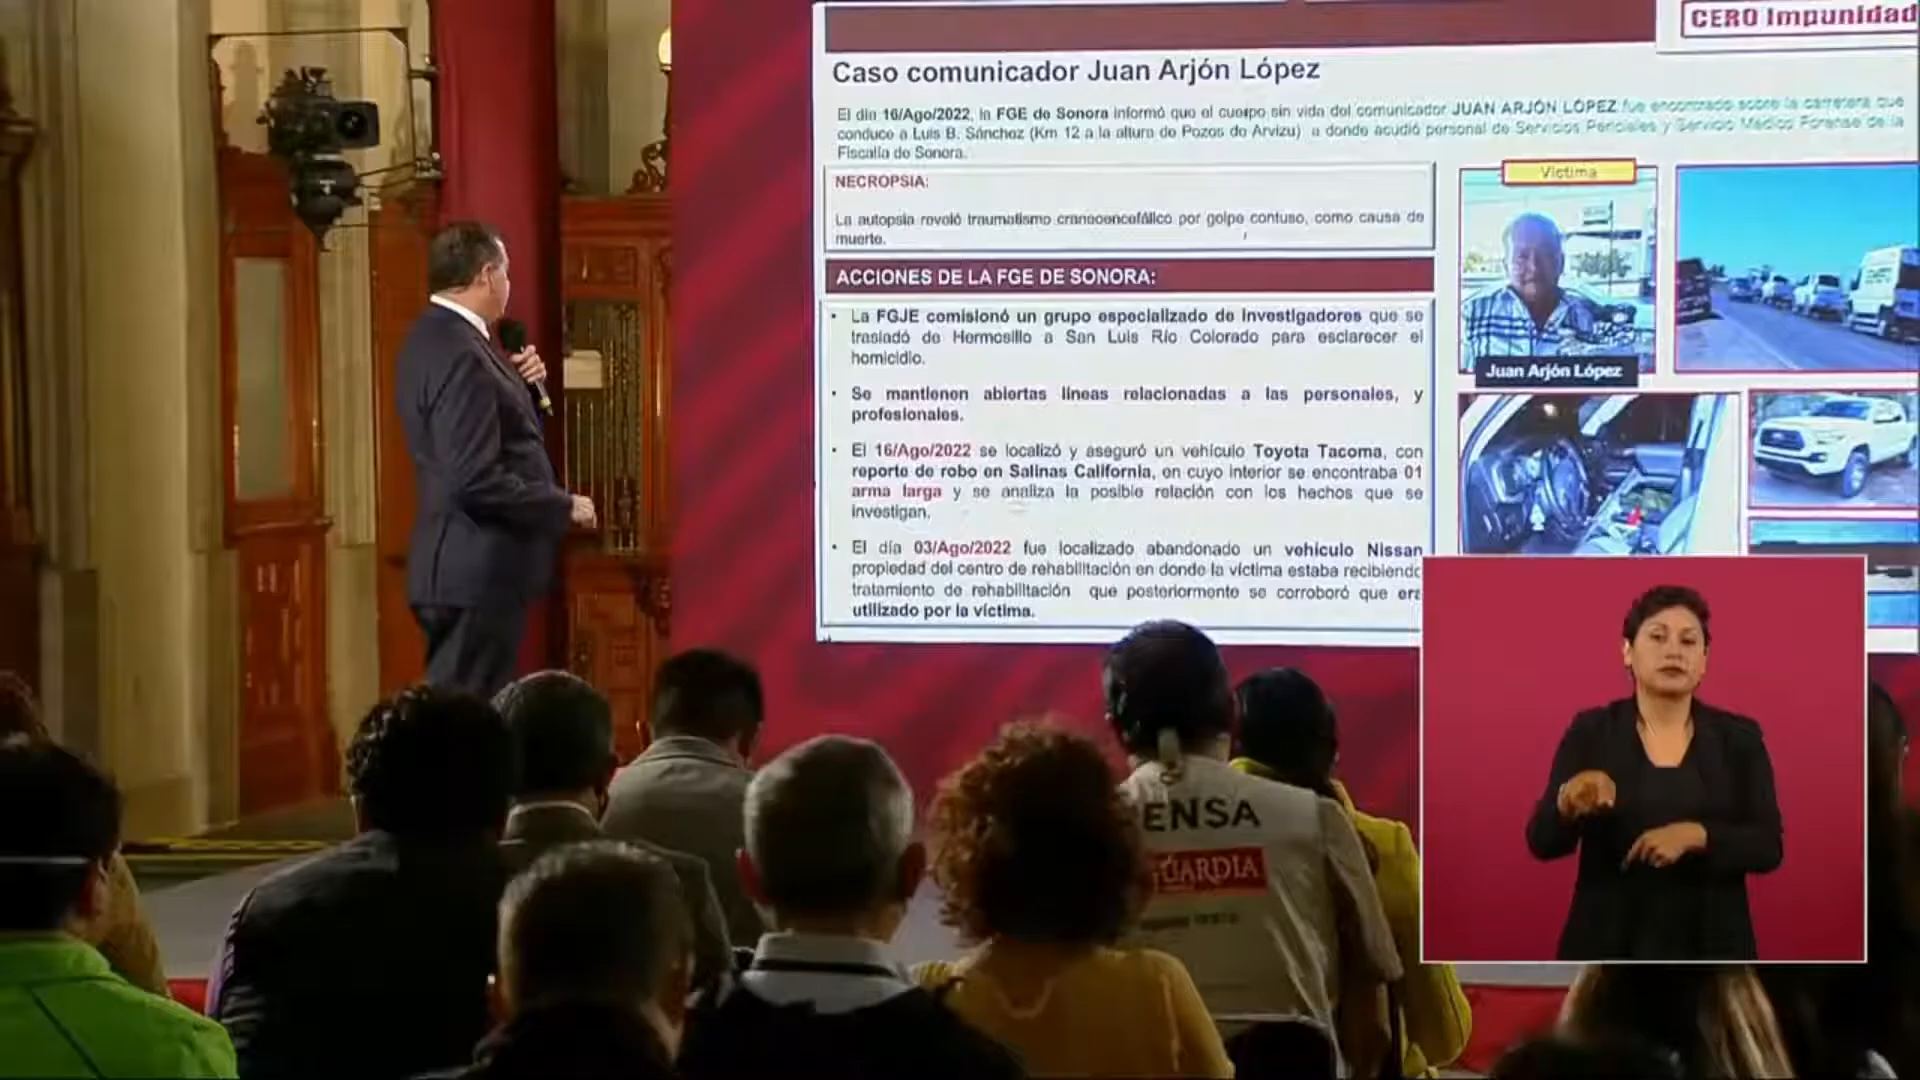 CERO Impunidad
Caso comunicador Juan Arjón López
El día 16/Ago/2022, la FGE de Sonora informó que el cuerpo sin vida del comunicador JUAN ARJÓN LÓPEZ fue encontrado sobre la carretera que
conduce a Luis B. Sánchez (Km 12 a la altura de Pozos de Arvizu) a donde acudió personal de Servicios Periciales y Servicio Médico Forense de la
Fiscalía de Sonora.
NECROPSIA:
La autopsia reveló traumatismo craneoencefálico por golpe contuso, como causa de
muerte.
Víctima
Juan Arjón López
ACCIONES DE LA FGE DE SONORA:
• La FGJE comisionó un grupo especializado de investigadores que se
trasladó de Hermosillo a San Luis Río Colorado para esclarecer el
homicidio.
• Se mantienen abiertas líneas relacionadas a las personales, y
profesionales.
• El 16/Ago/2022 se localizó y aseguró un vehículo Toyota Tacoma, con
reporte de robo en Salinas California, en cuyo interior se encontraba 01
arma larga y se analiza la posible relación con los hechos que se
investigan.
• El día 03/Ago/2022 fue localizado abandonado un vehículo Nissan
propiedad del centro de rehabilitación en donde la víctima estaba recibiendo
tratamiento de rehabilitación que posteriormente se corroboró que era
utilizado por la víctima.
ENSA
GUARDIA